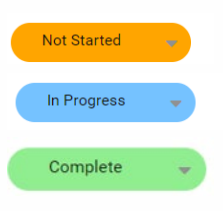 Not Started
In Progress
Complete